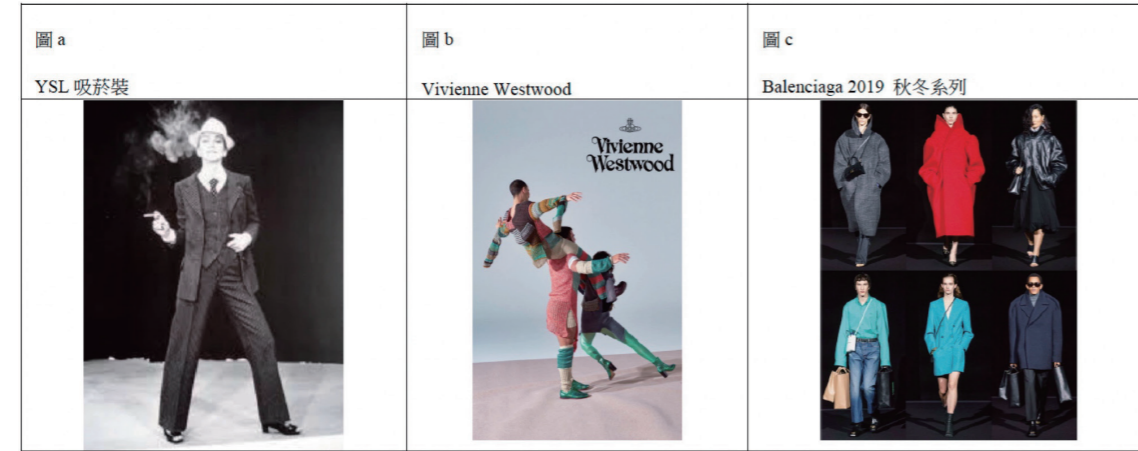 圖 a
YSL 吸菸裝
圖 b
Vivienne Westwood
圖 c
Balenciaga 2019 秋冬系列
Vivienne
Westwood